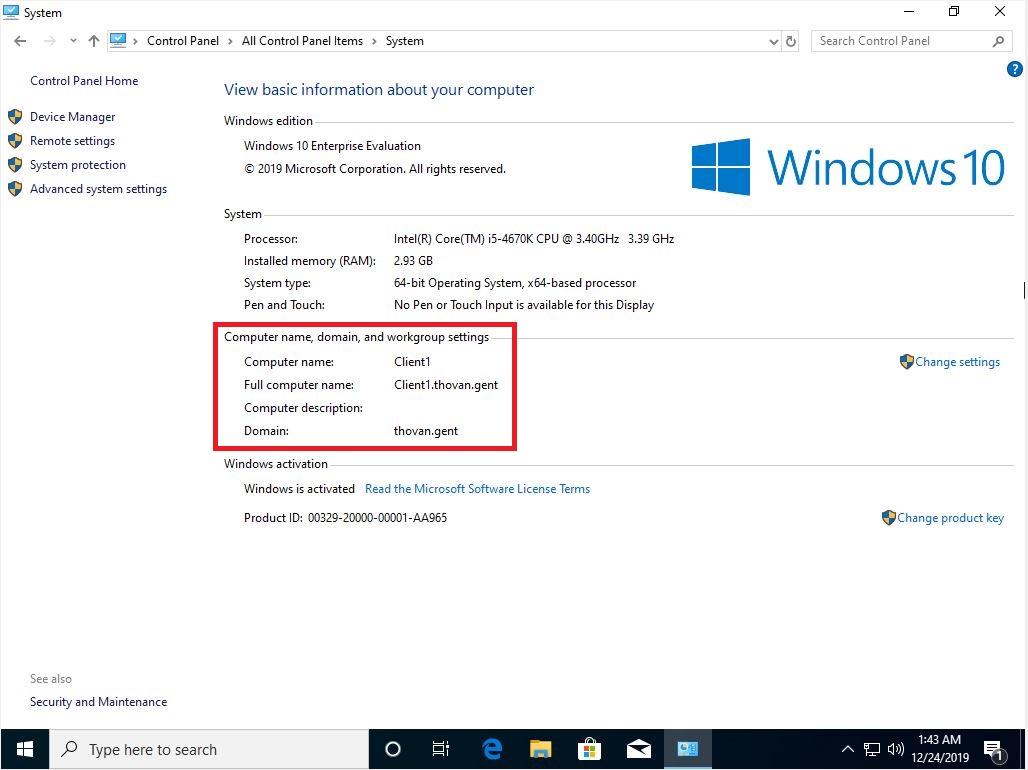 System
Control Panel > All Control Panel Items > System
Search Control Panel
?
Control Panel Home
Device Manager
Remote settings
System protection
Advanced system settings
View basic information about your computer
Windows edition
Windows 10 Enterprise Evaluation
© 2019 Microsoft Corporation. All rights reserved.
Windows 10
System
Processor: Intel(R) Core(TM) i5-4670K CPU @ 3.40GHz 3.39 GHz
Installed memory (RAM): 2.93 GB
System type: 64-bit Operating System, x64-based processor
Pen and Touch: No Pen or Touch Input is available for this Display
Computer name, domain, and workgroup settings
Computer name: Client1
Change settings
Full computer name: Client1.thovan.gent
Computer description:
Domain: thovan.gent
Windows activation
Windows is activated Read the Microsoft Software License Terms
Product ID: 00329-20000-00001-AA965
Change product key
See also
Security and Maintenance
Type here to search
1:43 AM
12/24/2019
1